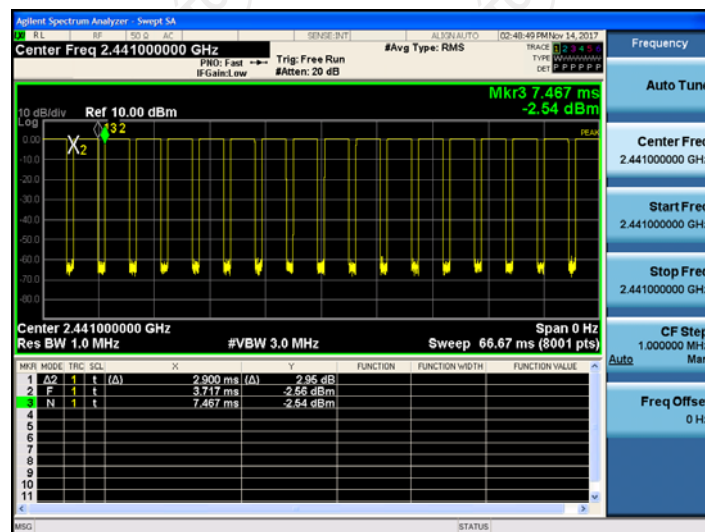 Agilent Spectrum Analyzer - Swept SA
RL RF 50 Ω AC SENSE:INT ALIGN AUTO 02:48:49 PM Nov 14, 2017
Center Freq 2.441000000 GHz
#Avg Type: RMS
TRACE 1 2 3 4 5 6
PNO: Fast
Trig: Free Run
TYPE
IFGain:Low
#Atten: 20 dB
DET P P P P P P
Mkr3 7.467 ms
-2.54 dBm
10 dB/div Ref 10.00 dBm
Log
PEAK
132
X2
0.00
-10.0
-20.0
-30.0
-40.0
-50.0
-60.0
-70.0
-80.0
Center 2.441000000 GHz Span 0 Hz
Res BW 1.0 MHz #VBW 3.0 MHz Sweep 66.67 ms (8001 pts)
MKR MODE TRC SCL X Y FUNCTION FUNCTION WIDTH FUNCTION VALUE
1 Δ2 1 t (Δ) 2.900 ms (Δ) 2.95 dB
2 F 1 t 3.717 ms -2.56 dBm
3 N 1 t 7.467 ms -2.54 dBm
4
5
6
7
8
9
10
11
MSG STATUS
Frequency
Auto Tune
Center Freq
2.441000000 GHz
Start Freq
2.441000000 GHz
Stop Freq
2.441000000 GHz
CF Step
1.000000 MHz
Auto Man
Freq Offset
0 Hz